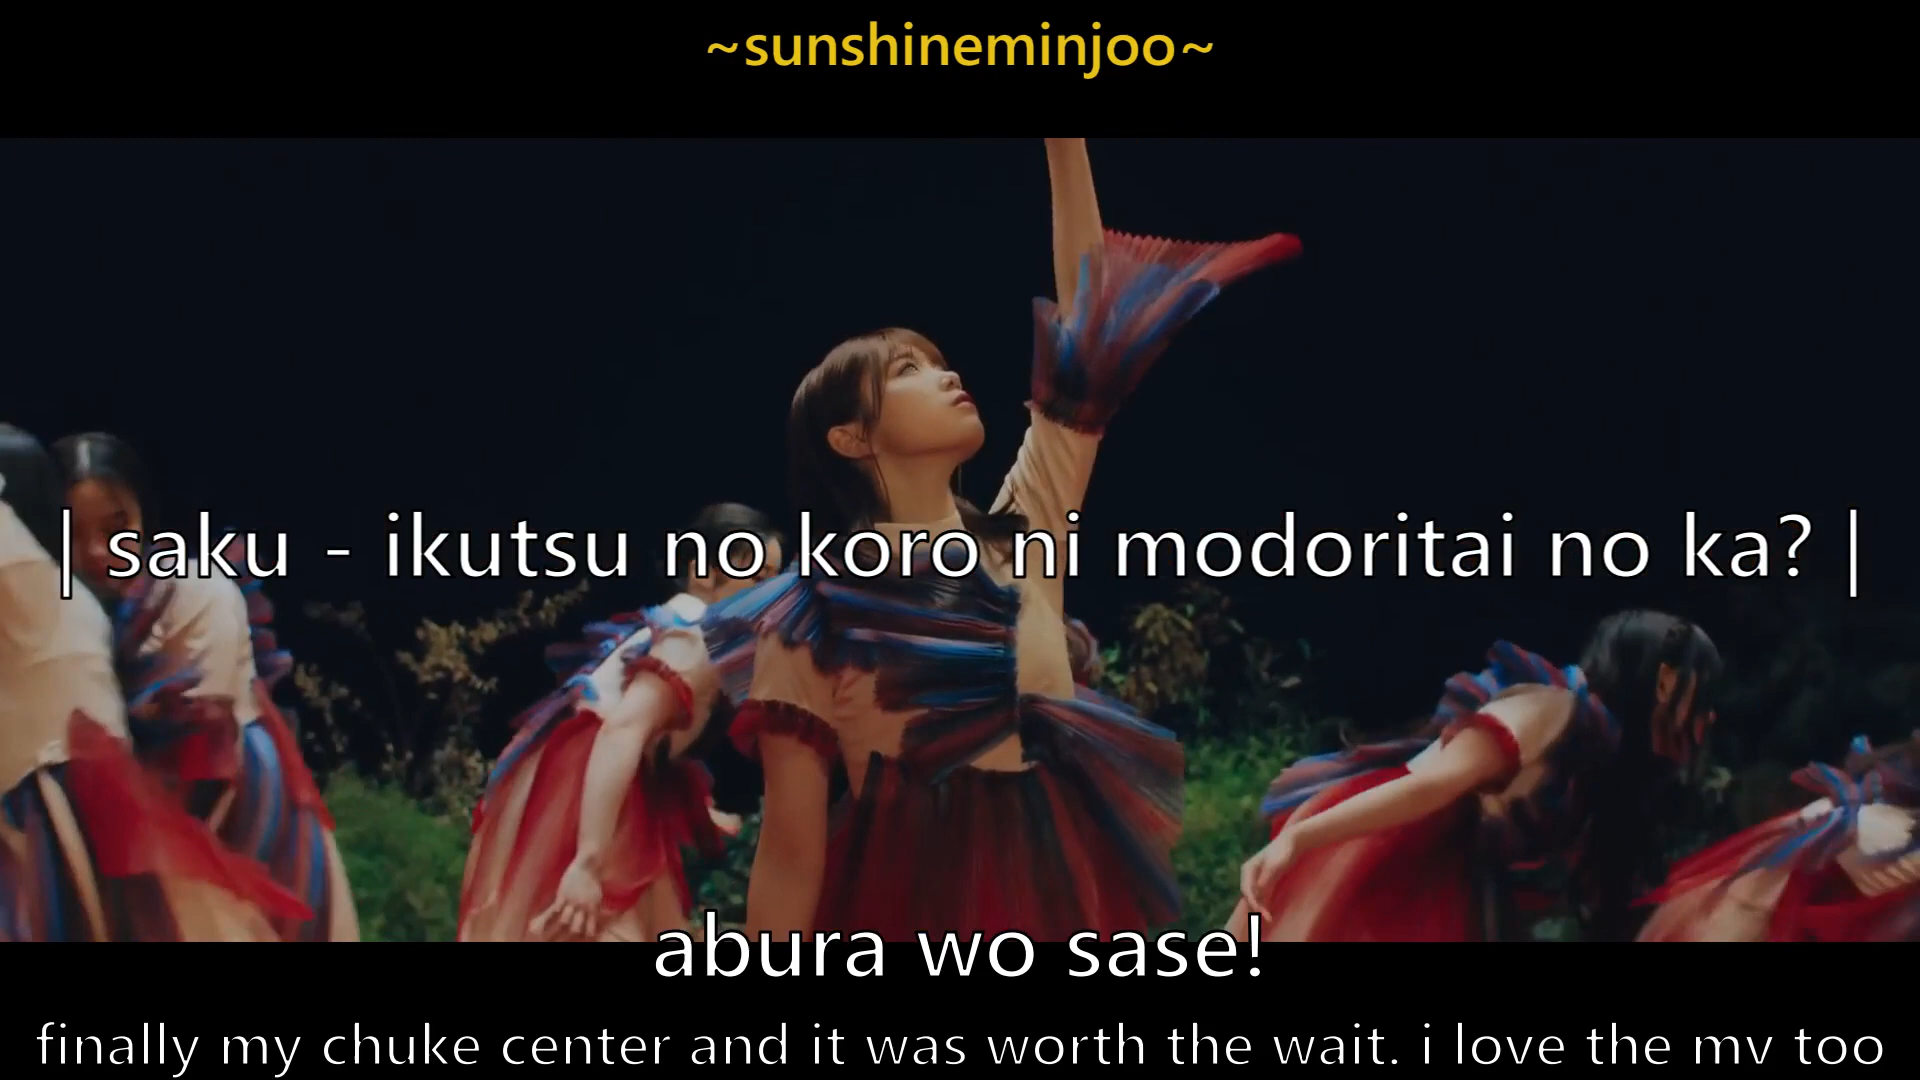 ~sunshineminjoo~
| saku - ikutsu no koro ni modoritai no ka? |
abura wo sase!
finally my chuke center and it was worth the wait. i love the mv too